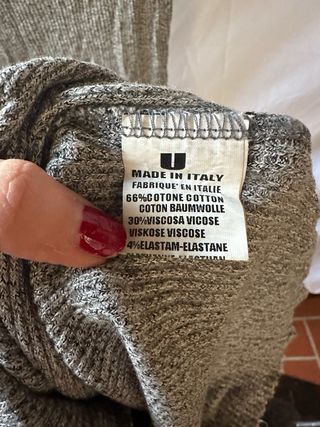 U
MADE IN ITALY
FABRIQUE' EN ITALIE
66%COTONE COTTON
COTON BAUMWOLLE
30%VISCOSA VICOSE
VISKOSE VISCOSE
4%ELASTAM-ELASTANE